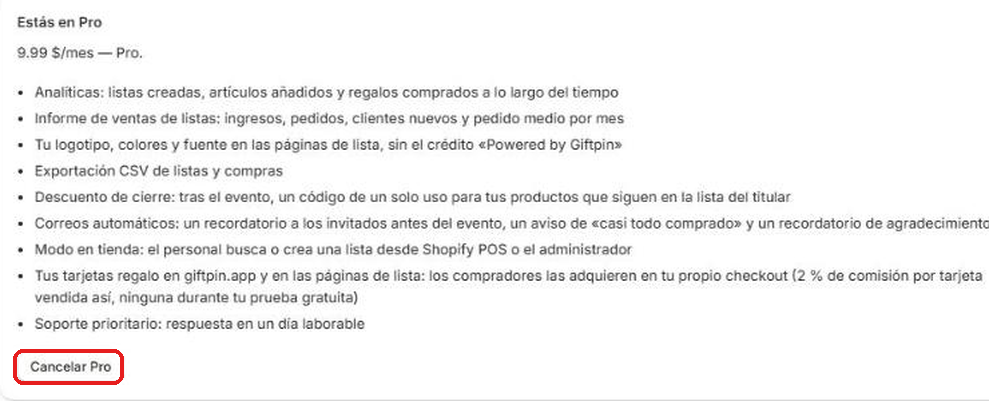 Estás en Pro
9.99 $/mes — Pro.
• Analíticas: listas creadas, artículos añadidos y regalos comprados a lo largo del tiempo
• Informe de ventas de listas: ingresos, pedidos, clientes nuevos y pedido medio por mes
• Tu logotipo, colores y fuente en las páginas de lista, sin el crédito «Powered by Giftpin»
• Exportación CSV de listas y compras
• Descuento de cierre: tras el evento, un código de un solo uso para tus productos que siguen en la lista del titular
• Correos automáticos: un recordatorio a los invitados antes del evento, un aviso de «casi todo comprado» y un recordatorio de agradecimiento
• Modo en tienda: el personal busca o crea una lista desde Shopify POS o el administrador
• Tus tarjetas regalo en giftpin.app y en las páginas de lista: los compradores las adquieren en tu propio checkout (2 % de comisión por tarjeta
vendida así, ninguna durante tu prueba gratuita)
• Soporte prioritario: respuesta en un día laborable
Cancelar Pro